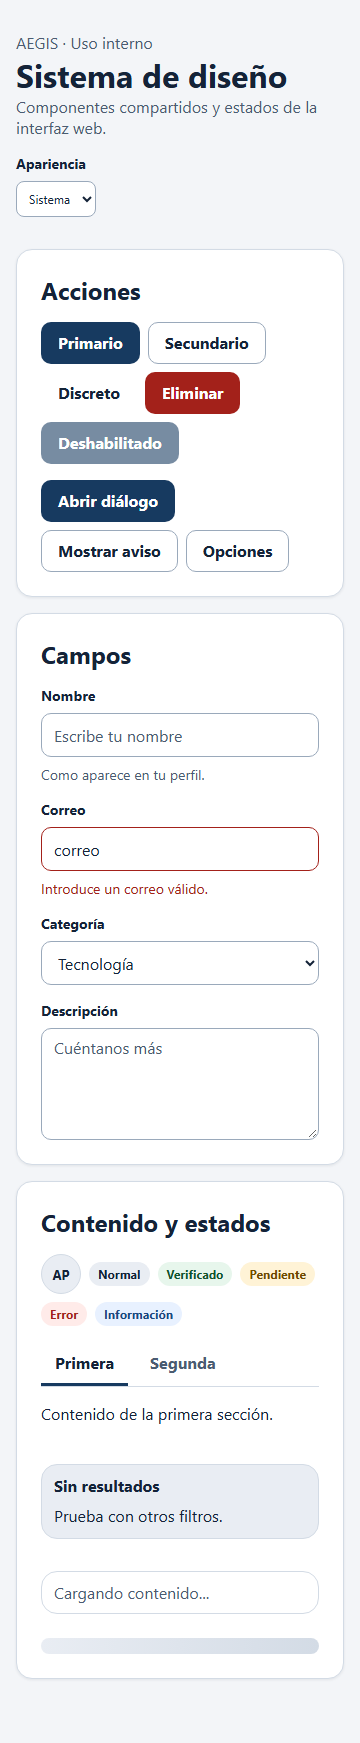 AEGIS · Uso interno
Sistema de diseño
Componentes compartidos y estados de la
interfaz web.
Apariencia
Sistema
Acciones
Primario
Secundario
Discreto
Eliminar
Deshabilitado
Abrir diálogo
Mostrar aviso
Opciones
Campos
Nombre
Escribe tu nombre
Como aparece en tu perfil.
Correo
correo
Introduce un correo válido.
Categoría
Tecnología
Descripción
Cuéntanos más
Contenido y estados
AP
Normal
Verificado
Pendiente
Error
Información
Primera
Segunda
Contenido de la primera sección.
Sin resultados
Prueba con otros filtros.
Cargando contenido...